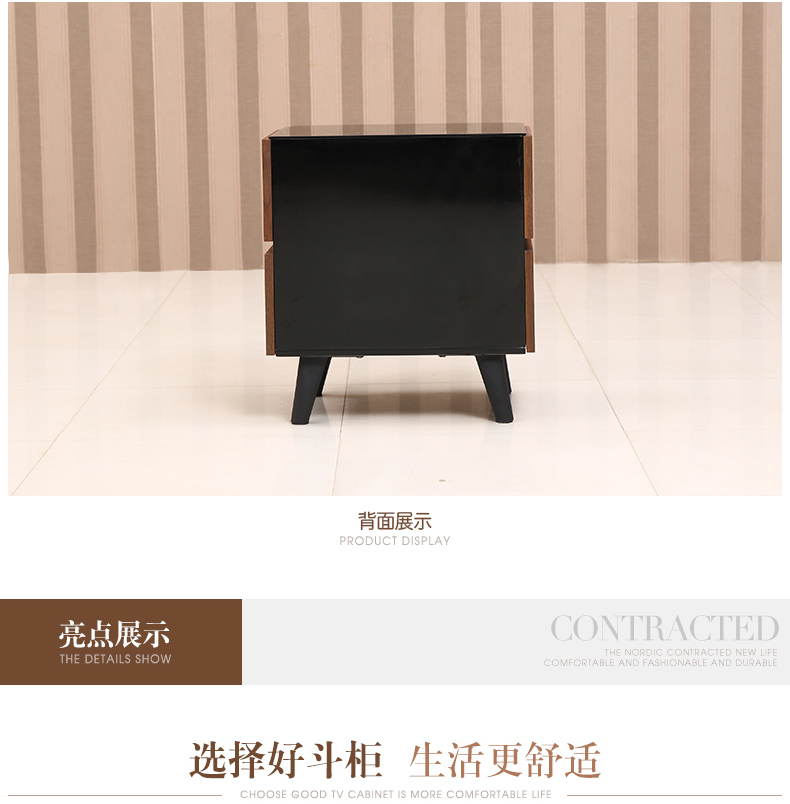 背面展示
PRODUCT DISPLAY
亮点展示
THE DETAILS SHOW
CONTRACTED
THE NORDIC CONTRACTED NEW LIFE
COMFORTABLE AND FASHIONABLE AND DURABLE
选择好斗柜 生活更舒适
CHOOSE GOOD TV CABINET IS MORE COMFORTABLE LIFE